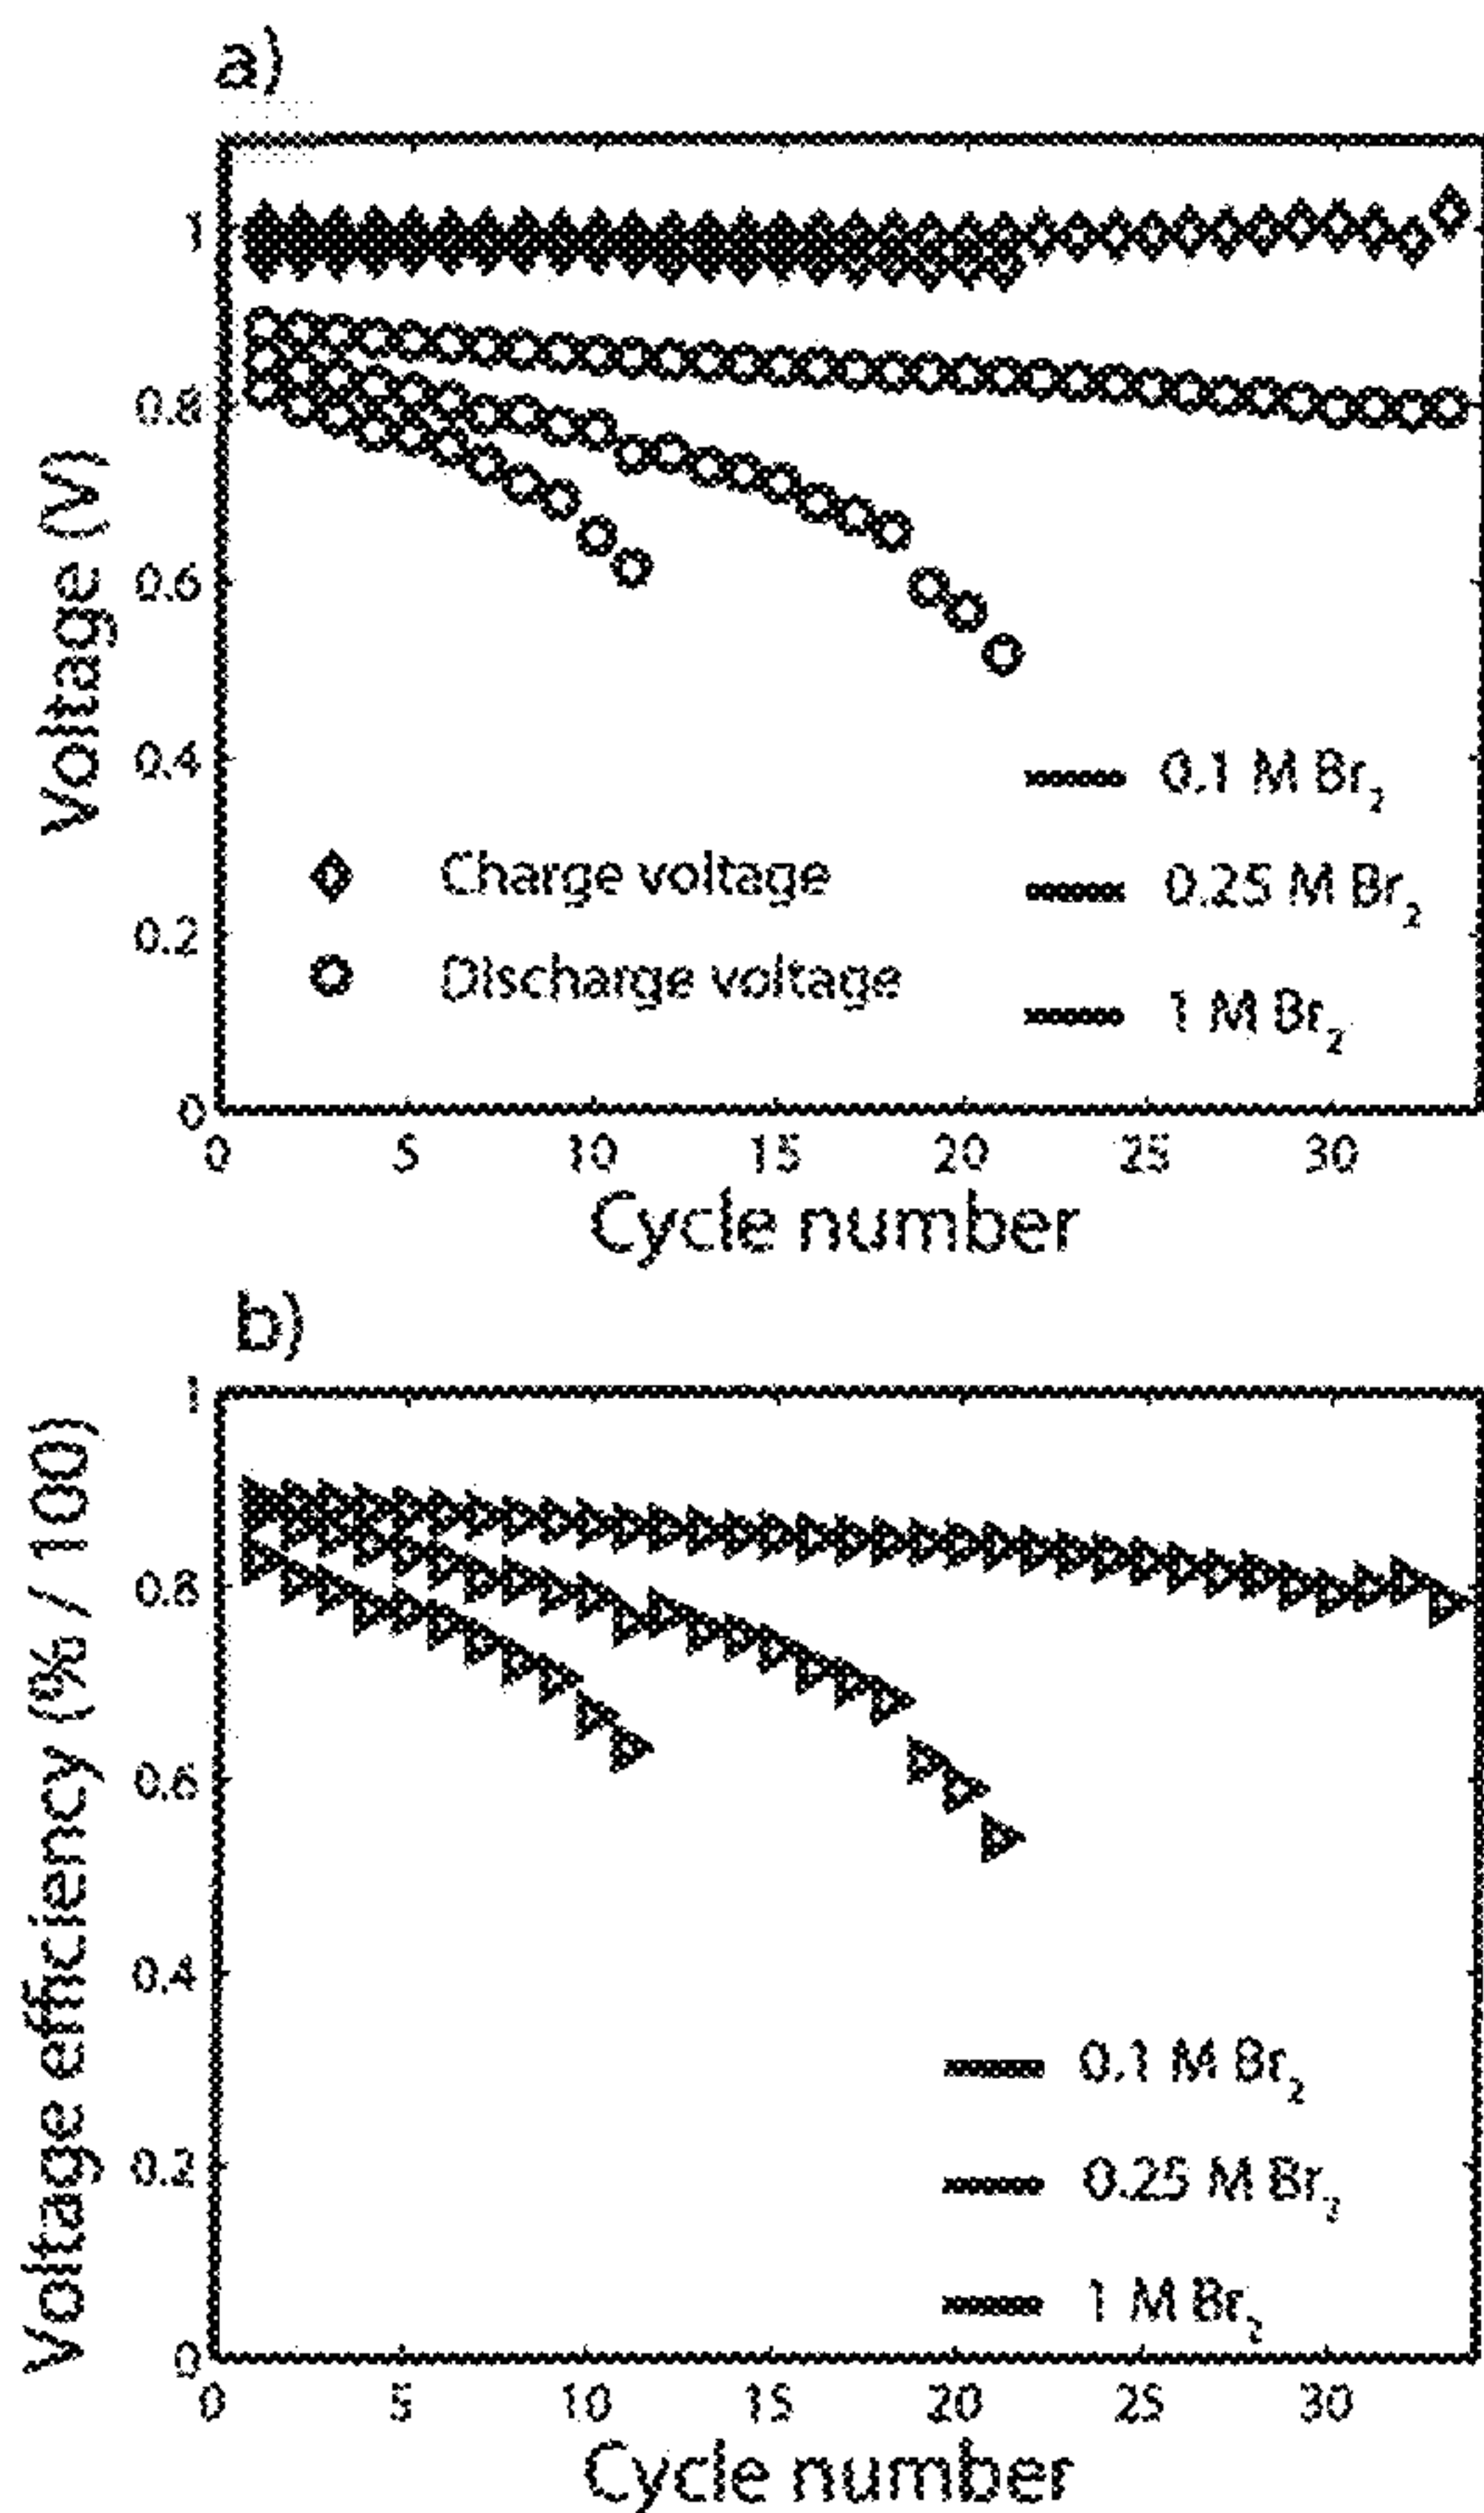 a)
1
0.8
0.6
0.4
0.2
0
Voltage (V)
Charge voltage
Discharge voltage
0.1 M Br2
0.25 M Br2
1 M Br2
0 5 10 15 20 25 30
Cycle number
b)
1
0.8
0.6
0.4
0.2
0
Voltage efficiency (% / 100)
0.1 M Br2
0.25 M Br2
1 M Br2
0 5 10 15 20 25 30
Cycle number